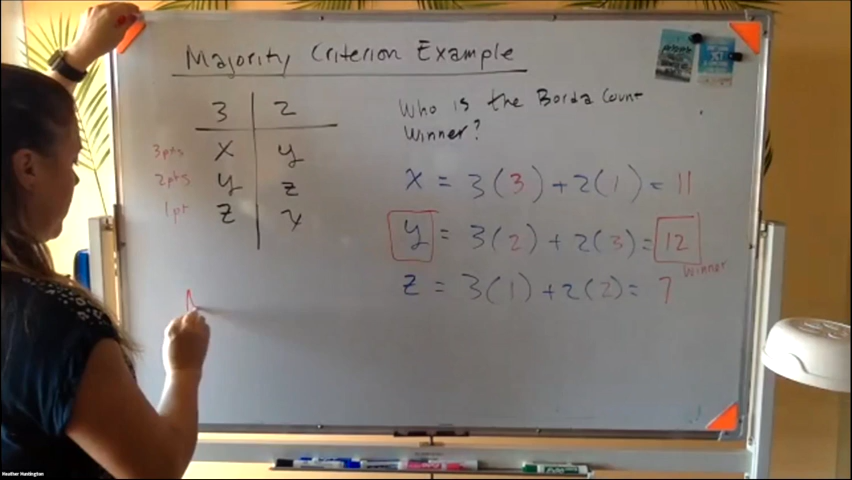 Majority Criterion Example
3 2
3pts X y
2pts y z
1pt z x
Who is the Borda Count
Winner?
X = 3(3)+2(1)=11
y = 3(2)+2(3)=12
Winner
z = 3(1)+2(2)=7
Heather Huntington